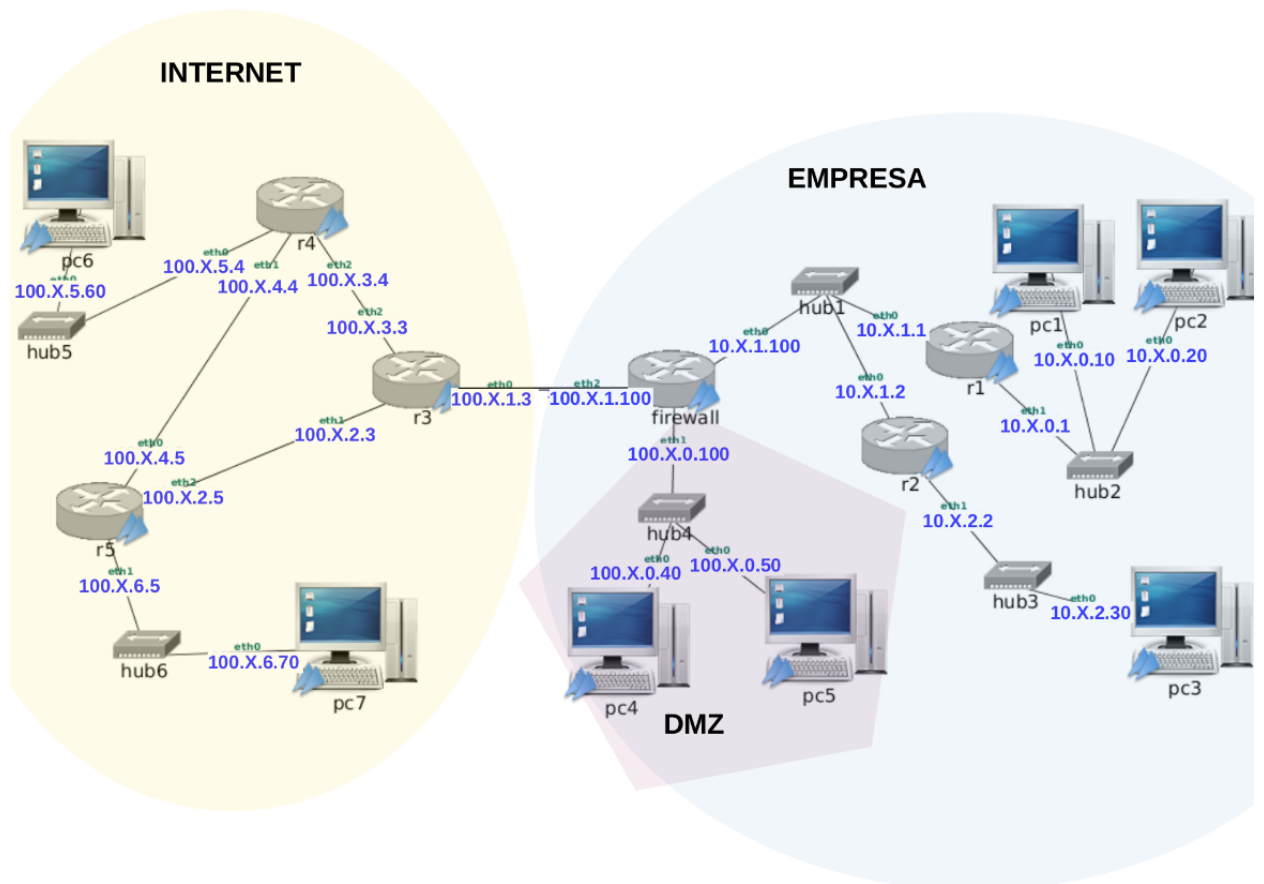 INTERNET
EMPRESA
r4
pc6
eth0
100.X.5.60
hub5
eth0
100.X.5.4
eth1
100.X.4.4
eth2
100.X.3.4
eth2
100.X.3.3
r3
eth0
100.X.1.3
eth2
100.X.1.100
eth1
100.X.2.3
eth0
100.X.4.5
eth2
100.X.2.5
r5
eth1
100.X.6.5
hub6
eth0
100.X.6.70
pc7
firewall
eth0
10.X.1.100
hub1
eth0
10.X.1.1
eth0
10.X.1.2
r1
eth1
10.X.0.1
pc1
eth0
10.X.0.10
pc2
eth0
10.X.0.20
hub2
r2
eth1
10.X.2.2
hub3
eth0
10.X.2.30
pc3
eth1
100.X.0.100
hub4
eth0
100.X.0.40
eth0
100.X.0.50
pc4
pc5
DMZ